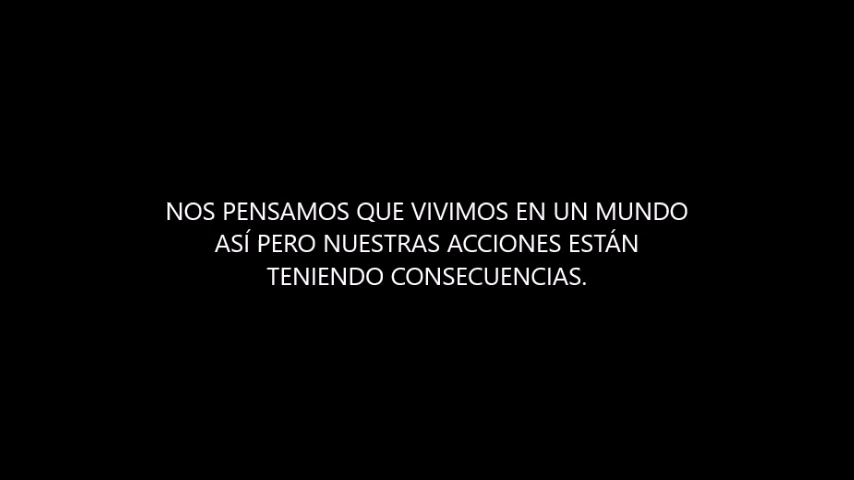 NOS PENSAMOS QUE VIVIMOS EN UN MUNDO
ASÍ PERO NUESTRAS ACCIONES ESTÁN
TENIENDO CONSECUENCIAS.